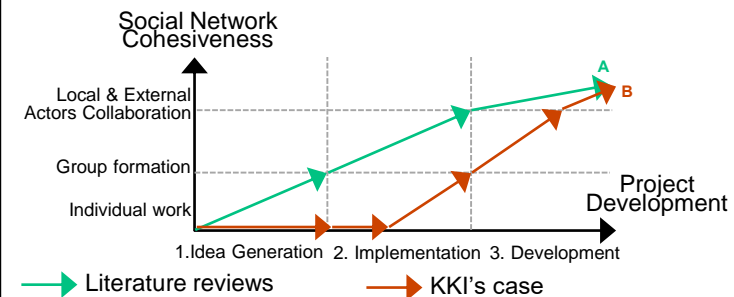 Social Network
Cohesiveness
A
B
Local & External
Actors Collaboration
Group formation
Individual work
Project
Development
1.Idea Generation 2. Implementation 3. Development
Literature reviews KKI's case